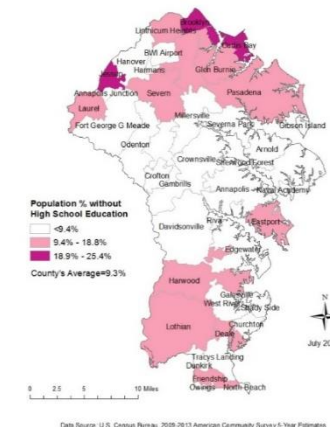 Brooklyn
Linthicum Heights
Curtis Bay
BWI Airport
Hanover
Harmans
Glen Burnie
Jessup
Annapolis Junction
Severn
Pasadena
Laurel
Millersville
Fort George G Meade
Severna Park
Gibson Island
Odenton
Arnold
Crownsville
Sherwood Forest
Crofton
Gambrills
Annapolis
Naval Academy
Population % without
High School Education
<9.4%
9.4% - 18.8%
18.9% - 25.4%
County's Average=9.3%
Riva
Eastport
Davidsonville
Edgewater
Harwood
Galesville
West River
Shady Side
Lothian
Churchton
Deale
N
July 20
Tracys Landing
Dunkirk
Friendship
Owings
North Beach
0 2.5 5 10 Miles
Data Source: U.S. Census Bureau, 2009-2013 American Community Survey 5-Year Estimates